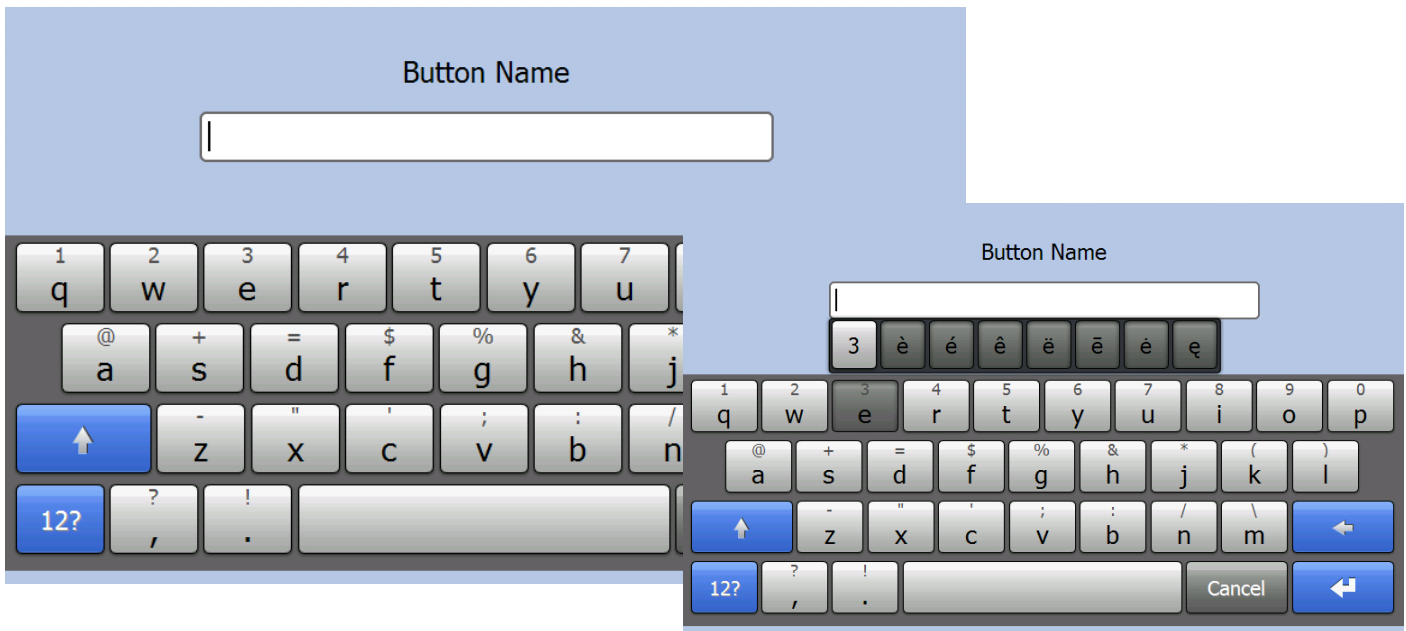 Button Name
1 2 3 4 5 6 7
q w e r t y u
@ + = $ % & *
a s d f g h j
- " ' ; : /
z x c v b n
12? ? !
, .
Button Name
3 è é ê ë ē ė ę
1 2 3 4 5 6 7 8 9 0
q w e r t y u i o p
@ + = $ % & * ( )
a s d f g h j k l
- " ' ; : / \
z x c v b n m
12? ? ! Cancel
, .